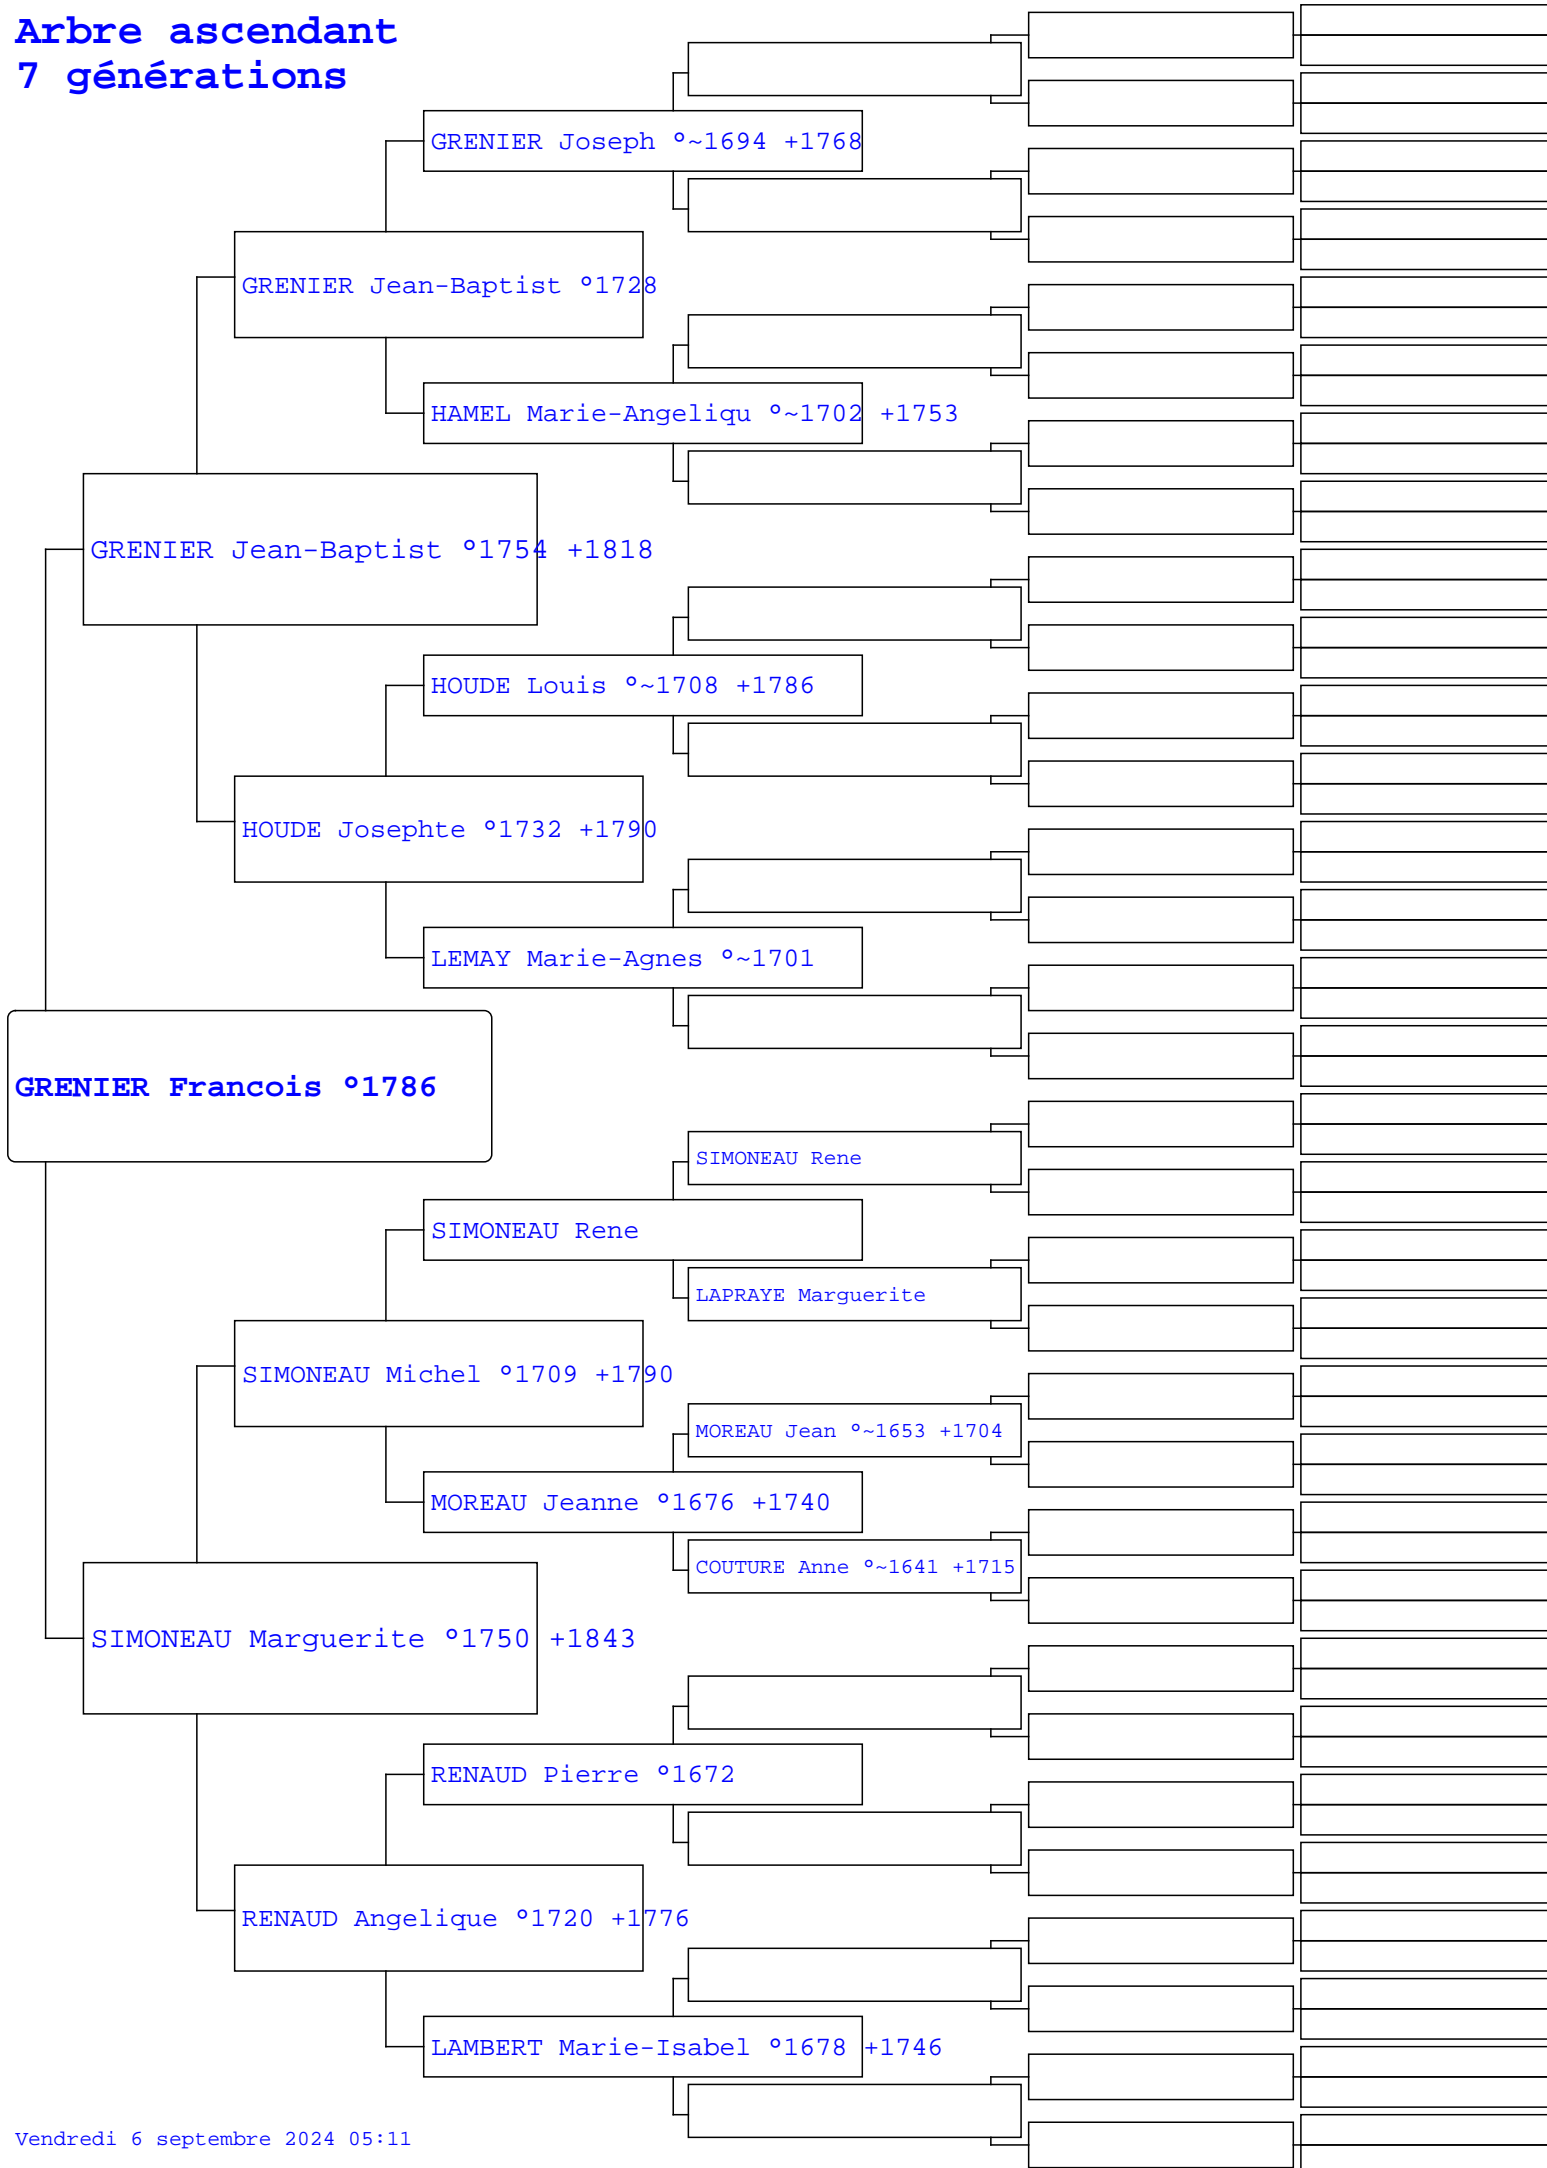 Arbre ascendant
7 générations
GRENIER Joseph °~1694 +1768
GRENIER Jean-Baptist °1728
HAMEL Marie-Angeliqu °~1702 +1753
GRENIER Jean-Baptist °1754 +1818
HOUDE Louis °~1708 +1786
HOUDE Josephte °1732 +1790
LEMAY Marie-Agnes °~1701
GRENIER Francois °1786
SIMONEAU Rene
SIMONEAU Rene
LAPRAYE Marguerite
SIMONEAU Michel °1709 +1790
MOREAU Jean °~1653 +1704
MOREAU Jeanne °1676 +1740
COUTURE Anne °~1641 +1715
SIMONEAU Marguerite °1750 +1843
RENAUD Pierre °1672
RENAUD Angelique °1720 +1776
LAMBERT Marie-Isabel °1678 +1746
Vendredi 6 septembre 2024 05:11